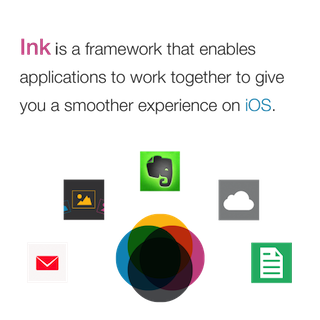 Ink is a framework that enables
applications to work together to give
you a smoother experience on iOS.